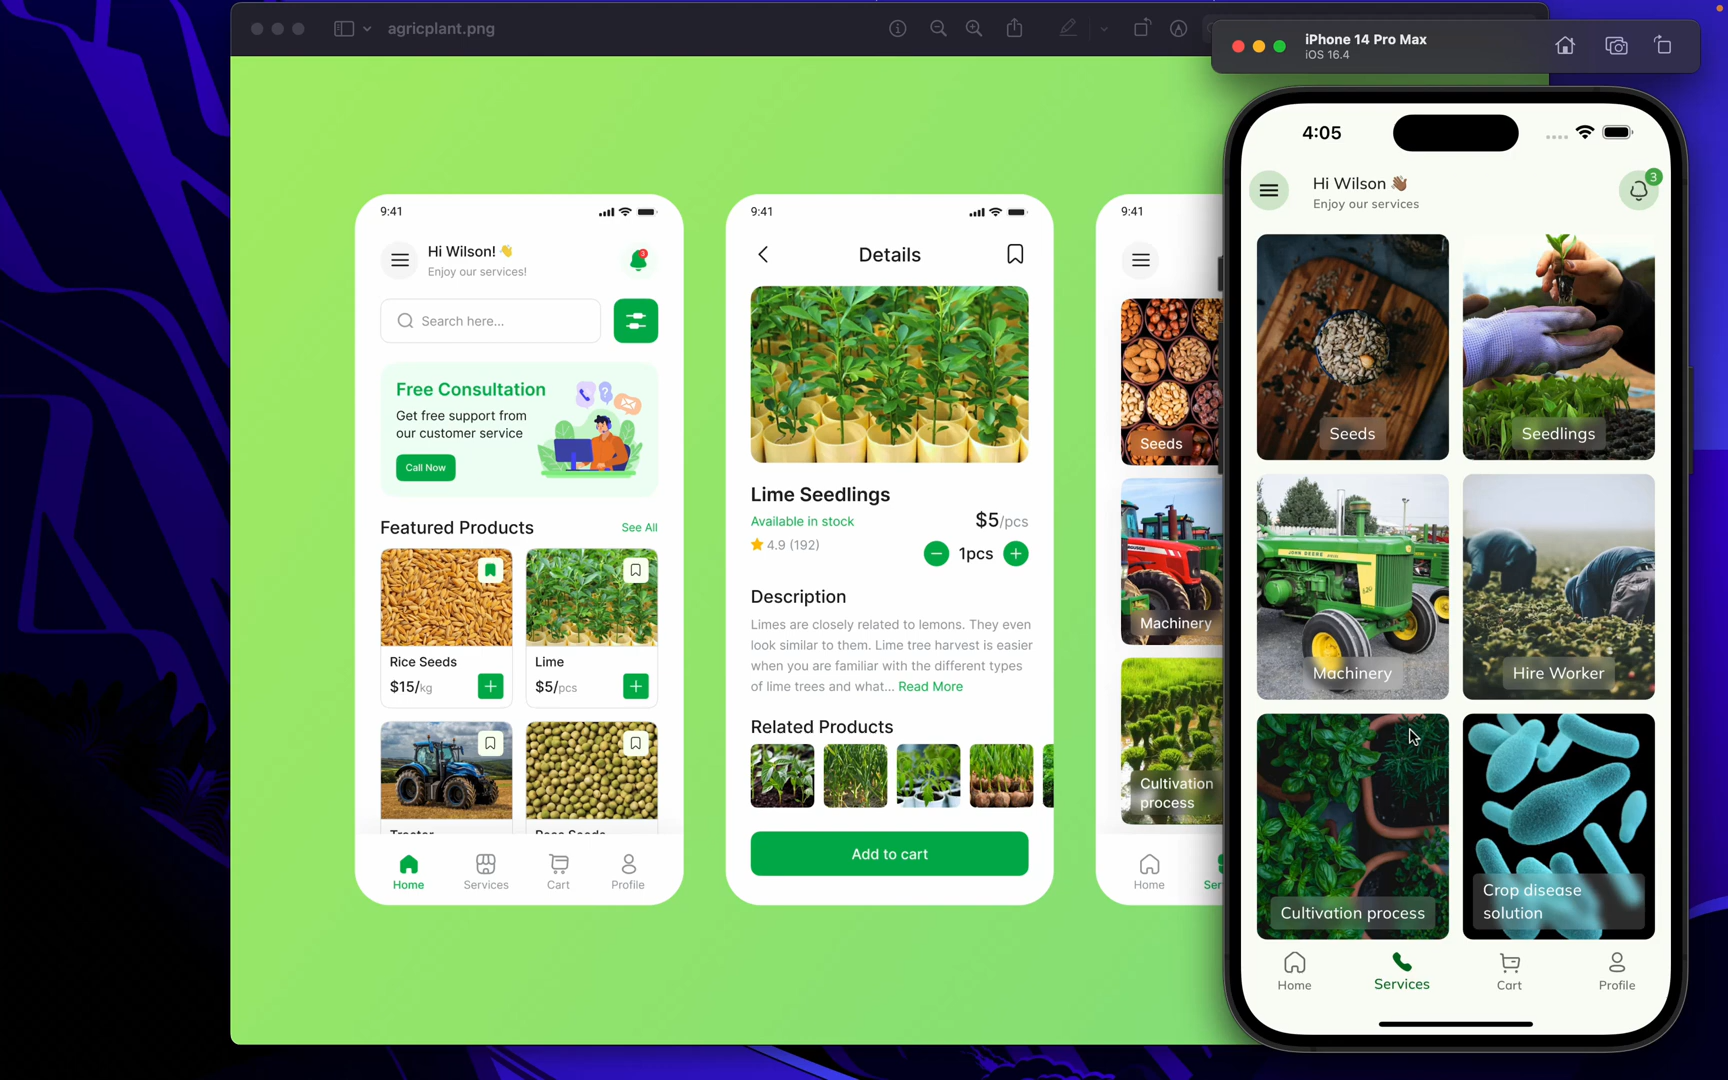 agricplant.png
iPhone 14 Pro Max
iOS 16.4
9:41
Hi Wilson! 👋
Enjoy our services!
Search here...
Free Consultation
Get free support from
our customer service
Call Now
Featured Products
See All
Rice Seeds
$15/kg
Lime
$5/pcs
Home
Services
Cart
Profile
9:41
Details
Lime Seedlings
Available in stock
$5/pcs
4.9 (192)
1pcs
Description
Limes are closely related to lemons. They even
look similar to them. Lime tree harvest is easier
when you are familiar with the different types
of lime trees and what... Read More
Related Products
Add to cart
9:41
Seeds
Machinery
Cultivation
process
Home
4:05
Hi Wilson 👋🏾
Enjoy our services
3
Seeds
Seedlings
JOHN DEERE
Machinery
Hire Worker
Cultivation process
Crop disease
solution
Home
Services
Cart
Profile